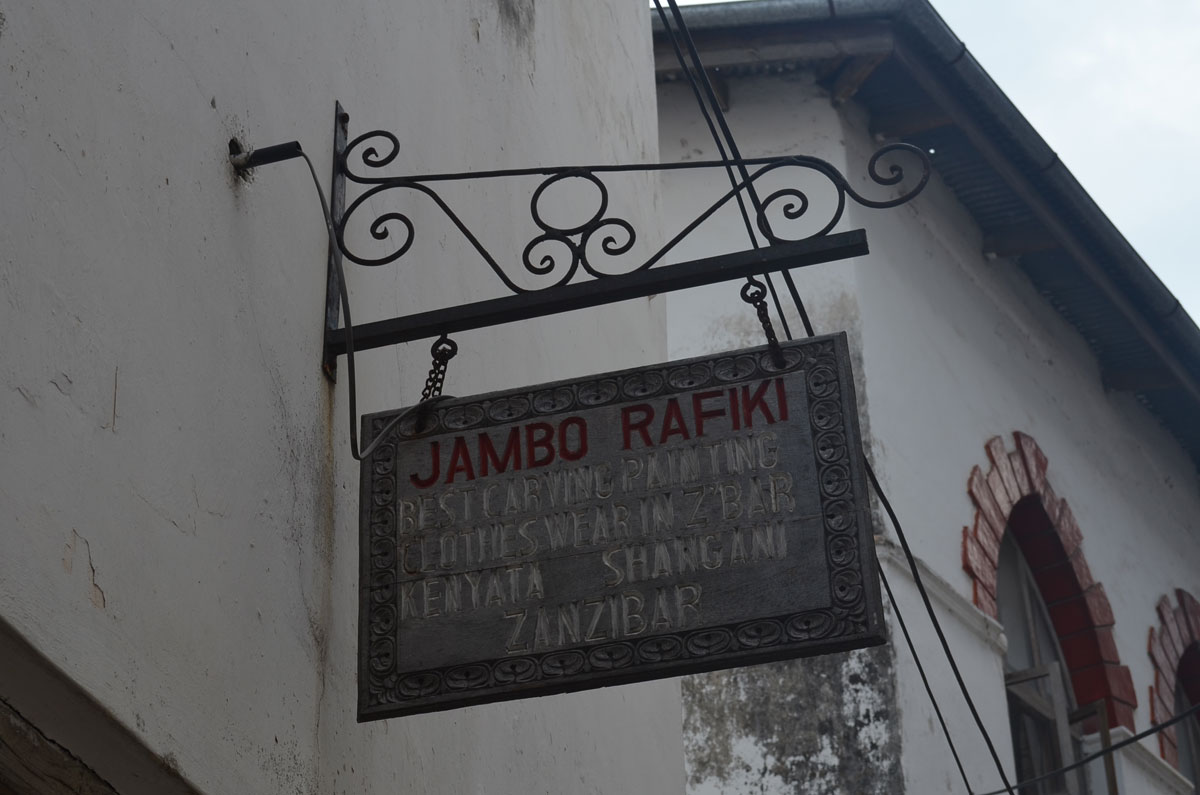 JAMBO RAFIKI
BEST CARVING PAINTING
CLOTHES WEAR IN Z'BAR
KENYATA SHANGANI
ZANZIBAR